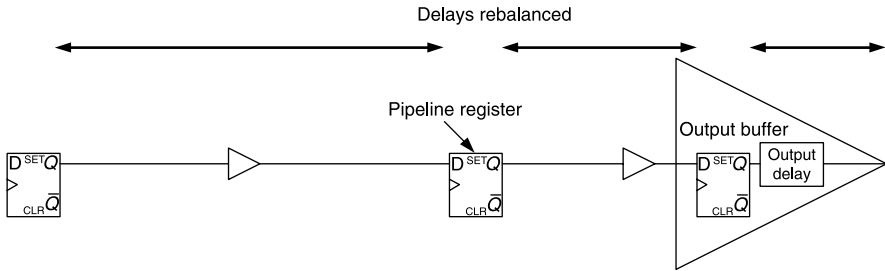 Delays rebalanced
Pipeline register
Output buffer
D SET Q
Q̅
CLR
D SET Q
Q̅
CLR
D SET Q
Q̅
CLR
Output
delay